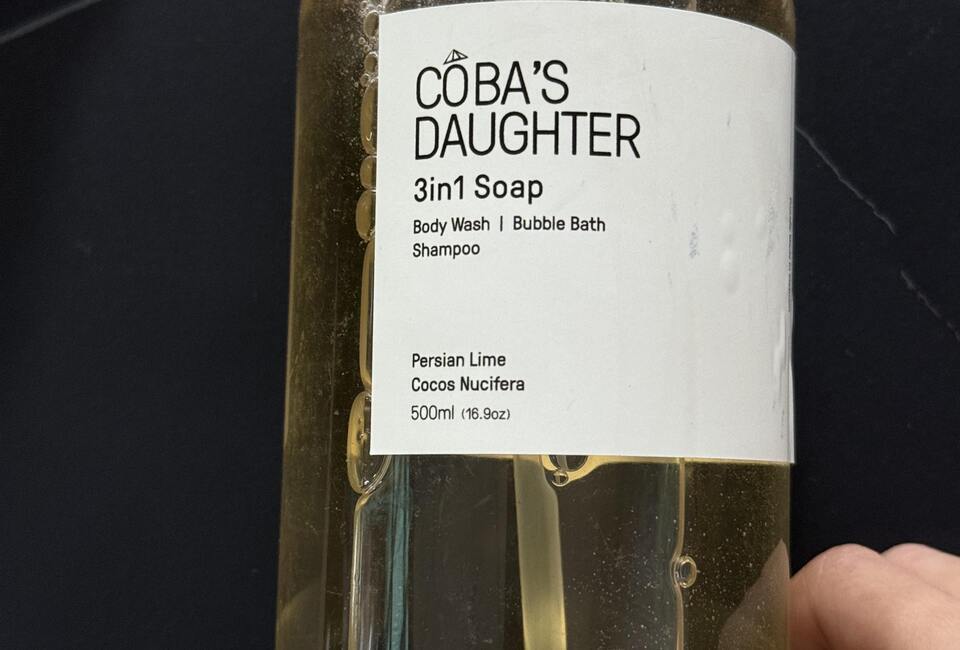 CÔBA'S
DAUGHTER
3in1 Soap
Body Wash | Bubble Bath
Shampoo
Persian Lime
Cocos Nucifera
500ml (16.9oz)